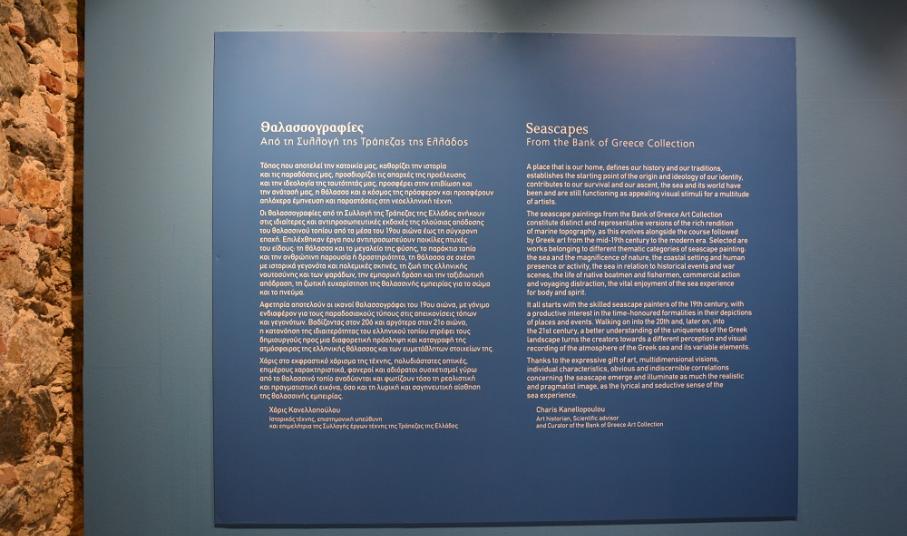 Θαλασσογραφίες
Από τη Συλλογή της Τράπεζας της Ελλάδος
Τόπος που αποτελεί την κατοικία μας, καθορίζει την ιστορία
και τις παραδόσεις μας, προσδιορίζει τις απαρχές της προέλευσης
και την ιδεολογία της ταυτότητάς μας, προσφέρει στην επιβίωση και
την ανάτασή μας, η θάλασσα και ο κόσμος της πρόσφεραν και προσφέρουν
απλόχερα έμπνευση και παραστάσεις στη νεοελληνική τέχνη.
Οι θαλασσογραφίες από τη Συλλογή της Τράπεζας της Ελλάδος ανήκουν
στις ιδιαίτερες και αντιπροσωπευτικές εκδοχές της πλούσιας απόδοσης
του θαλασσινού τοπίου από τα μέσα του 19ου αιώνα έως τη σύγχρονη
εποχή. Επιλέχθηκαν έργα που αντιπροσωπεύουν ποικίλες πτυχές
του είδους: τη θάλασσα και το μεγαλείο της φύσης, το παράκτιο τοπίο
και την ανθρώπινη παρουσία ή δραστηριότητα, τη θάλασσα σε σχέση
με ιστορικά γεγονότα και πολεμικές σκηνές, τη ζωή της ελληνικής
ναυτοσύνης και των ψαράδων, την εμπορική δράση και την ταξιδιωτική
απόδραση, τη ζωτική ευχαρίστηση της θαλασσινής εμπειρίας για το σώμα
και το πνεύμα.
Αφετηρία αποτελούν οι ικανοί θαλασσογράφοι του 19ου αιώνα, με γόνιμο
ενδιαφέρον για τους παραδοσιακούς τύπους στις απεικονίσεις τόπων
και γεγονότων. Βαδίζοντας στον 20ό και αργότερα στον 21ο αιώνα,
η κατανόηση της ιδιαιτερότητας του ελληνικού τοπίου στρέφει τους
δημιουργούς προς μια διαφορετική πρόσληψη και καταγραφή της
ατμόσφαιρας της ελληνικής θάλασσας και των ευμετάβλητων στοιχείων της.
Χάρις στο εκφραστικό χάρισμα της τέχνης, πολυδιάστατες οπτικές,
επιμέρους χαρακτηριστικά, φανεροί και αδιόρατοι συσχετισμοί γύρω
από το θαλασσινό τοπίο αναδύονται και φωτίζουν τόσο τη ρεαλιστική
και πραγματιστική εικόνα, όσο και τη λυρική και σαγηνευτική αίσθηση
της θαλασσινής εμπειρίας.
Χάρις Κανελλοπούλου
Ιστορικός τέχνης, επιστημονική υπεύθυνη
και επιμελήτρια της Συλλογής έργων τέχνης της Τράπεζας της Ελλάδος
Seascapes
From the Bank of Greece Collection
A place that is our home, defines our history and our traditions,
establishes the starting point of the origin and ideology of our identity,
contributes to our survival and our ascent, the sea and its world have
been and are still functioning as appealing visual stimuli for a multitude
of artists.
The seascape paintings from the Bank of Greece Art Collection
constitute distinct and representative versions of the rich rendition
of marine topography, as this evolves alongside the course followed
by Greek art from the mid-19th century to the modern era. Selected are
works belonging to different thematic categories of seascape painting:
the sea and the magnificence of nature, the coastal setting and human
presence or activity, the sea in relation to historical events and war
scenes, the life of native boatmen and fishermen, commercial action
and voyaging distraction, the vital enjoyment of the sea experience
for body and spirit.
It all starts with the skilled seascape painters of the 19th century, with
a productive interest in the time-honoured formalities in their depictions
of places and events. Walking on into the 20th and, later on, into
the 21st century, a better understanding of the uniqueness of the Greek
landscape turns the creators towards a different perception and visual
recording of the atmosphere of the Greek sea and its variable elements.
Thanks to the expressive gift of art, multidimensional visions,
individual characteristics, obvious and indiscernible correlations
concerning the seascape emerge and illuminate as much the realistic
and pragmatist image, as the lyrical and seductive sense of the
sea experience.
Charis Kanellopoulou
Art historian, Scientific advisor
and Curator of the Bank of Greece Art Collection